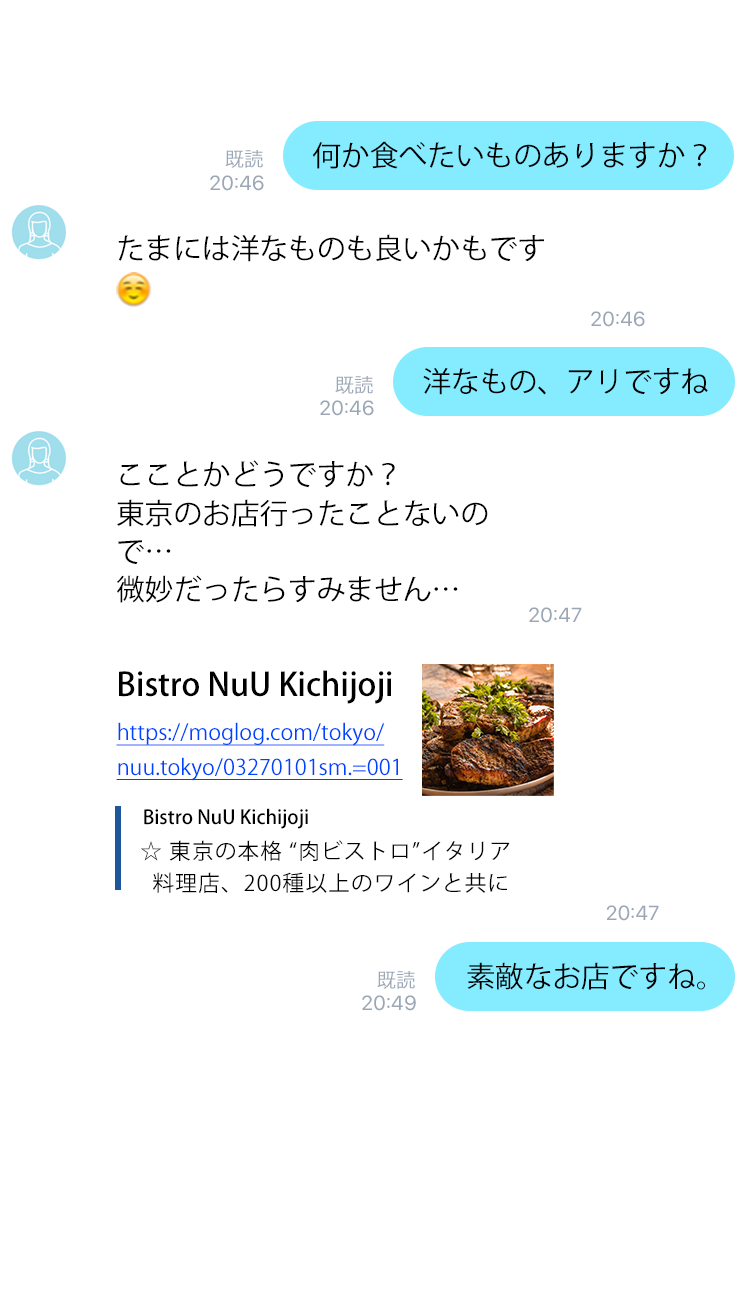 何か食べたいものありますか？
既読
20:46
たまには洋なものも良いかもです
☺️
20:46
洋なもの、アリですね
既読
20:46
こことかどうですか？
東京のお店行ったことないの
で…
微妙だったらすみません…
20:47
Bistro NuU Kichijoji
https://moglog.com/tokyo/
nuu.tokyo/03270101sm.=001
Bistro NuU Kichijoji
☆ 東京の本格 “肉ビストロ”イタリア
料理店、200種以上のワインと共に
20:47
素敵なお店ですね。
既読
20:49